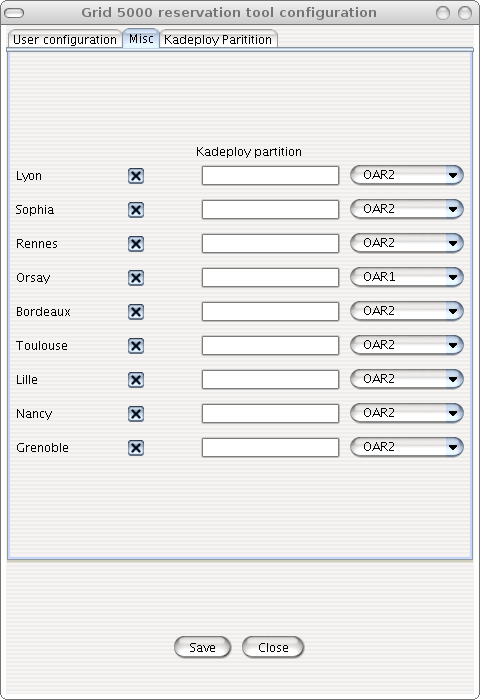 Grid 5000 reservation tool configuration
User configuration Misc Kadeploy Partition
Kadeploy partition
Lyon OAR2
Sophia OAR2
Rennes OAR2
Orsay OAR1
Bordeaux OAR2
Toulouse OAR2
Lille OAR2
Nancy OAR2
Grenoble OAR2
Save Close